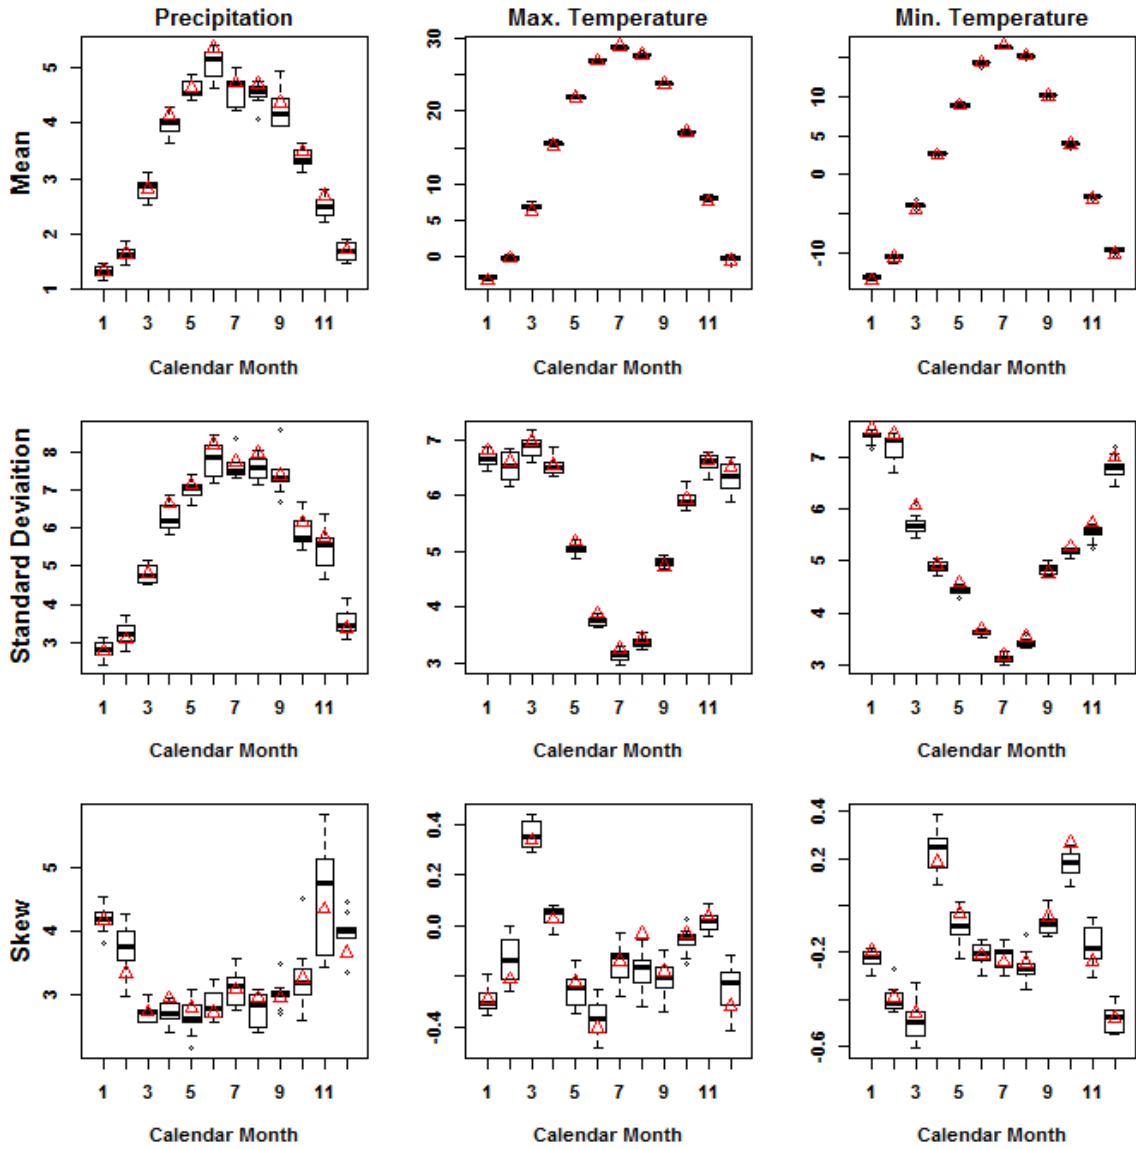 Precipitation Max. Temperature Min. Temperature
Mean
1 2 3 4 5
1 3 5 7 9 11
Calendar Month
0 10 20 30
1 3 5 7 9 11
Calendar Month
-10 0 5 10
1 3 5 7 9 11
Calendar Month
Standard Deviaition
3 4 5 6 7 8
1 3 5 7 9 11
Calendar Month
3 4 5 6 7
1 3 5 7 9 11
Calendar Month
3 4 5 6 7
1 3 5 7 9 11
Calendar Month
Skew
3 4 5
1 3 5 7 9 11
Calendar Month
-0.4 0.0 0.2 0.4
1 3 5 7 9 11
Calendar Month
-0.6 -0.2 0.2 0.4
1 3 5 7 9 11
Calendar Month